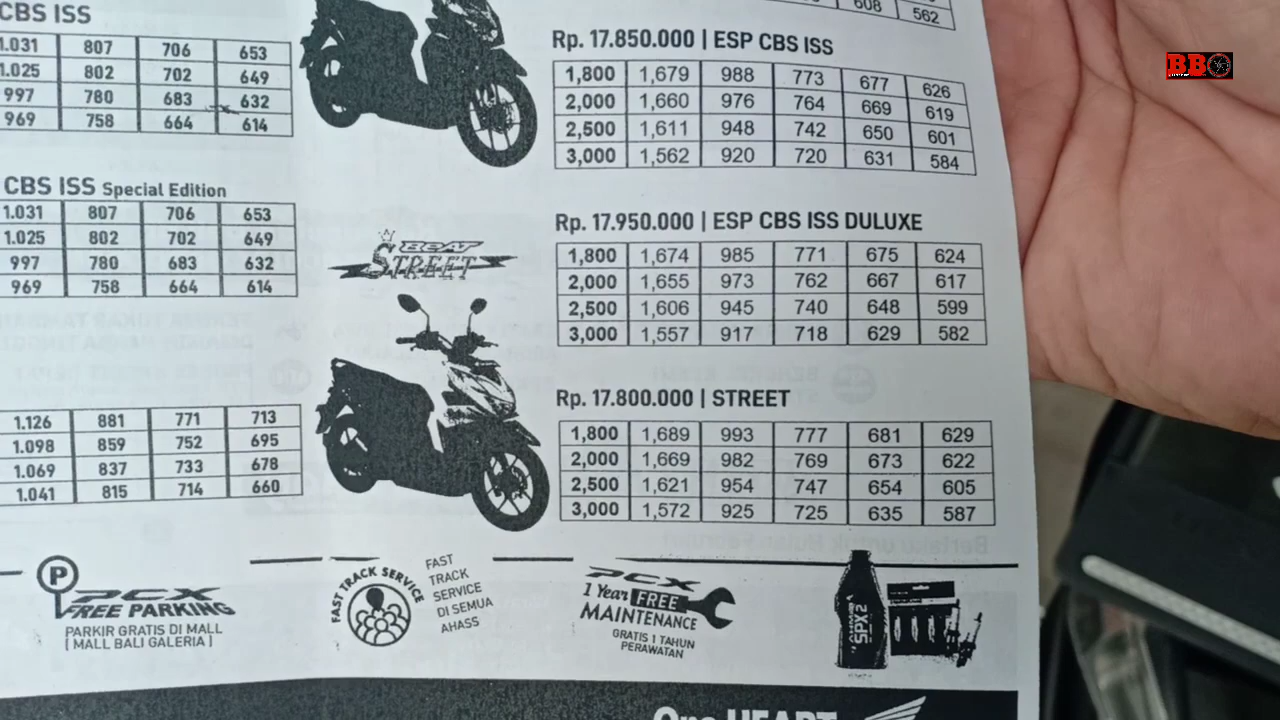 608 562
BBO
CBS ISS
1.031 807 706 653
1.025 802 702 649
997 780 683 632
969 758 664 614
Rp. 17.850.000 | ESP CBS ISS
1,800 1,679 988 773 677 626
2,000 1,660 976 764 669 619
2,500 1,611 948 742 650 601
3,000 1,562 920 720 631 584
CBS ISS Special Edition
1.031 807 706 653
1.025 802 702 649
997 780 683 632
969 758 664 614
BEAT
STREET
Rp. 17.950.000 | ESP CBS ISS DULUXE
1,800 1,674 985 771 675 624
2,000 1,655 973 762 667 617
2,500 1,606 945 740 648 599
3,000 1,557 917 718 629 582
1.126 881 771 713
1.098 859 752 695
1.069 837 733 678
1.041 815 714 660
Rp. 17.800.000 | STREET
1,800 1,689 993 777 681 629
2,000 1,669 982 769 673 622
2,500 1,621 954 747 654 605
3,000 1,572 925 725 635 587
P
PCX
FREE PARKING
PARKIR GRATIS DI MALL
[ MALL BALI GALERIA ]
FAST TRACK SERVICE
FAST
TRACK
SERVICE
DI SEMUA
AHASS
PCX
1 Year FREE
MAINTENANCE
GRATIS 1 TAHUN
PERAWATAN
SPX2
One HEART